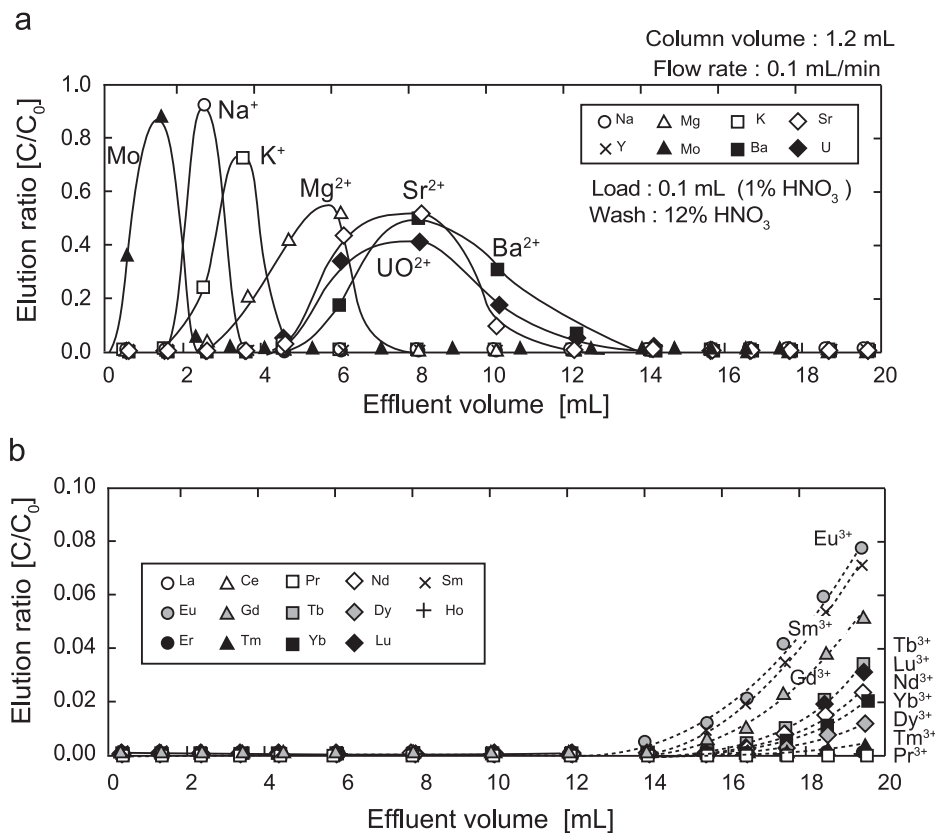 a
Column volume : 1.2 mL
Flow rate : 0.1 mL/min
Elution ratio [C/C₀]
1.0
0.8
0.6
0.4
0.2
0.0
Mo
Na⁺
K⁺
Mg²⁺
Sr²⁺
UO²⁺
Ba²⁺
Na Mg K Sr
Y Mo Ba U
Load : 0.1 mL (1% HNO₃ )
Wash : 12% HNO₃
0 2 4 6 8 10 12 14 16 18 20
Effluent volume [mL]
b
Elution ratio [C/C₀]
0.10
0.08
0.06
0.04
0.02
0.00
La Ce Pr Nd Sm
Eu Gd Tb Dy Ho
Er Tm Yb Lu
Eu³⁺
Sm³⁺
Gd³⁺
Tb³⁺
Lu³⁺
Nd³⁺
Yb³⁺
Dy³⁺
Tm³⁺
Pr³⁺
0 2 4 6 8 10 12 14 16 18 20
Effluent volume [mL]